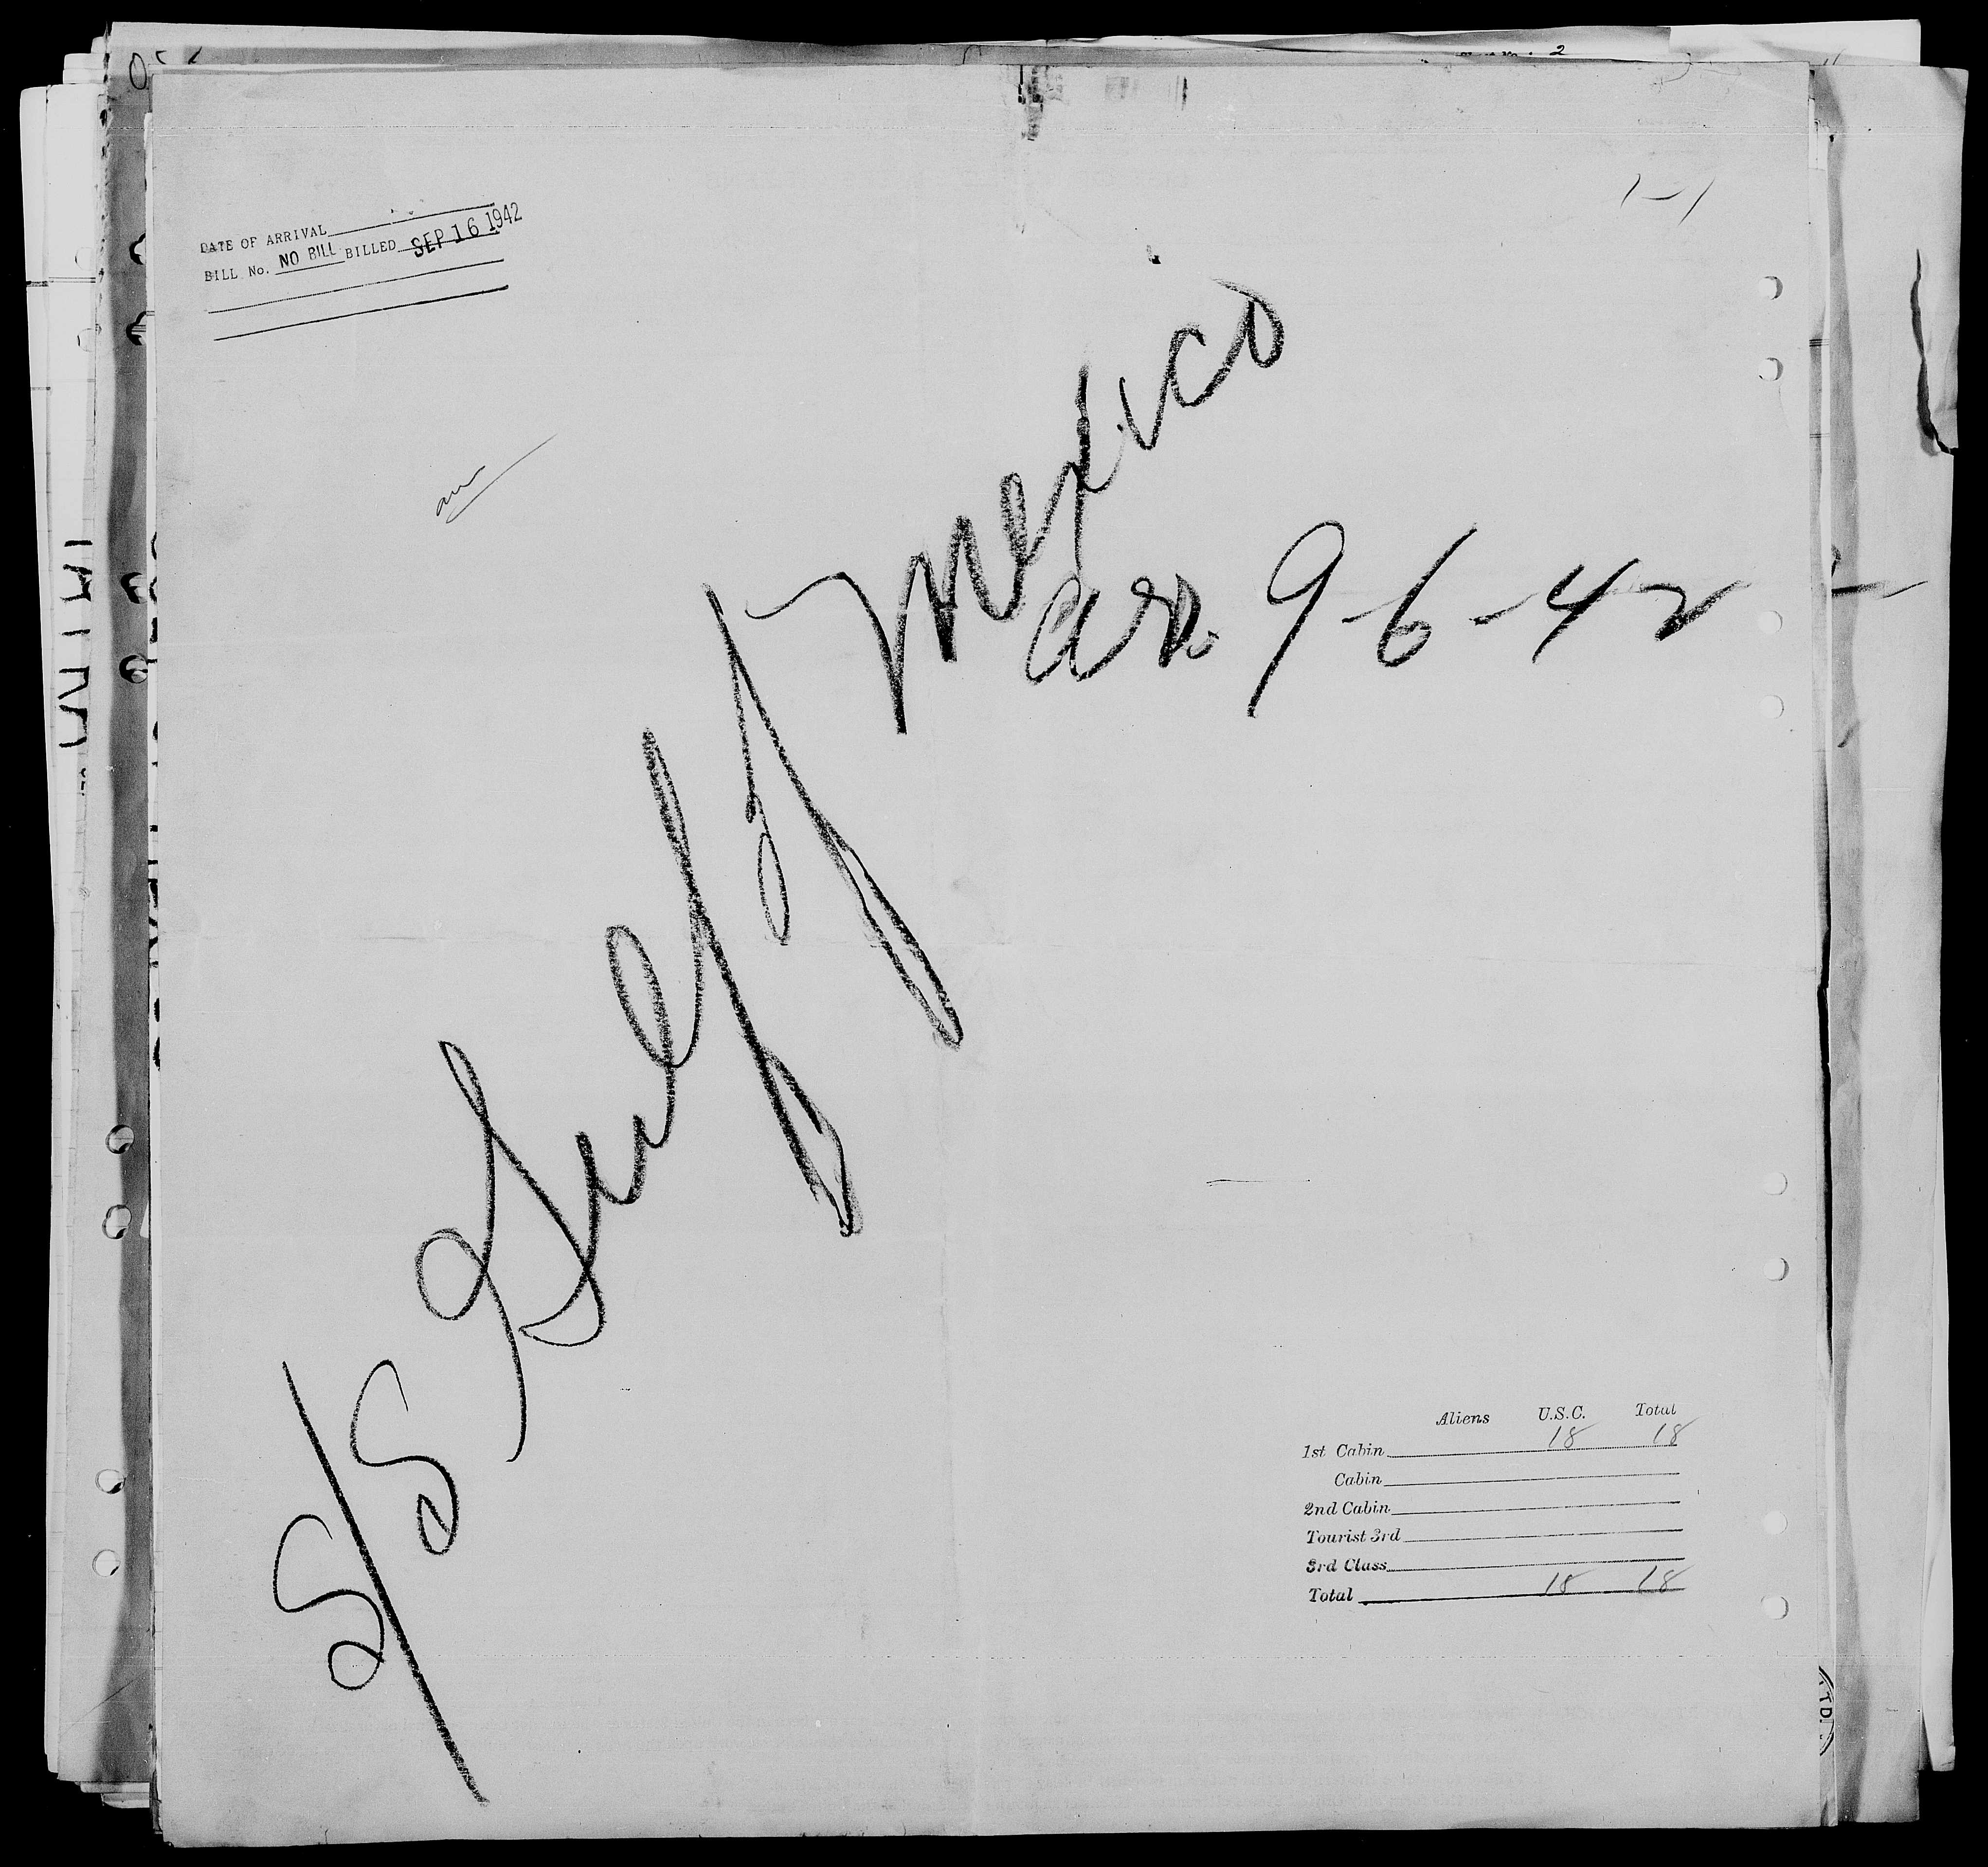 1-1
DATE OF ARRIVAL
BILL No. NO BILL BILLED SEP 16 1942
S/S Gulf of Mexico
arr. 9-6-42
Aliens U.S.C. Total
1st Cabin 18 18
Cabin
2nd Cabin
Tourist 3rd
3rd Class
Total 18 18